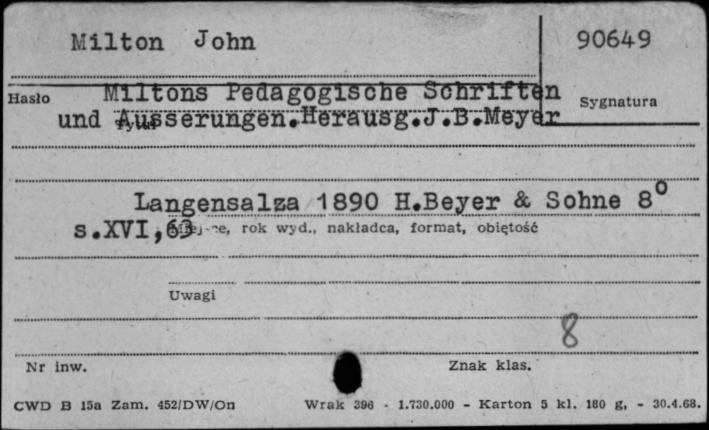 Milton John 90649
Hasło Miltons Pedagogische Schriften Sygnatura
und Äusserungen.Herausg.J.B.Meyer
Langensalza 1890 H.Beyer & Sohne 8°
s.XVI,63 rok wyd., nakładca, format, obiętość
Uwagi
8
Nr inw. Znak klas.
CWD B 15a Zam. 452/DW/On Wrak 396 - 1.730.000 - Karton 5 kl. 180 g, - 30.4.68.